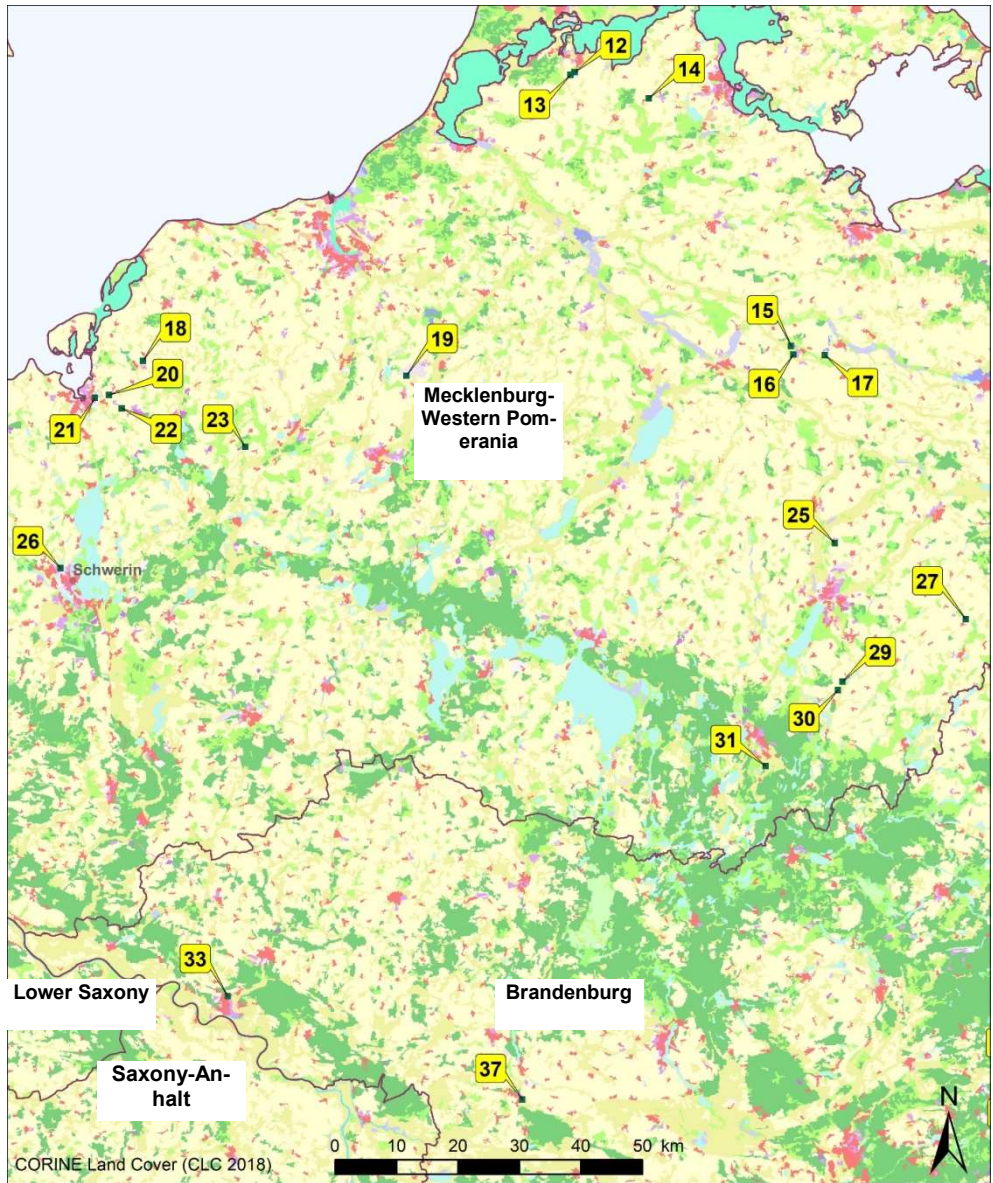 12
13
14
15
16
17
18
19
20
21
22
23
Mecklenburg-
Western Pom-
erania
25
26
Schwerin
27
29
30
31
33
Lower Saxony
Brandenburg
Saxony-An-
halt
37
N
0 10 20 30 40 50 km
CORINE Land Cover (CLC 2018)